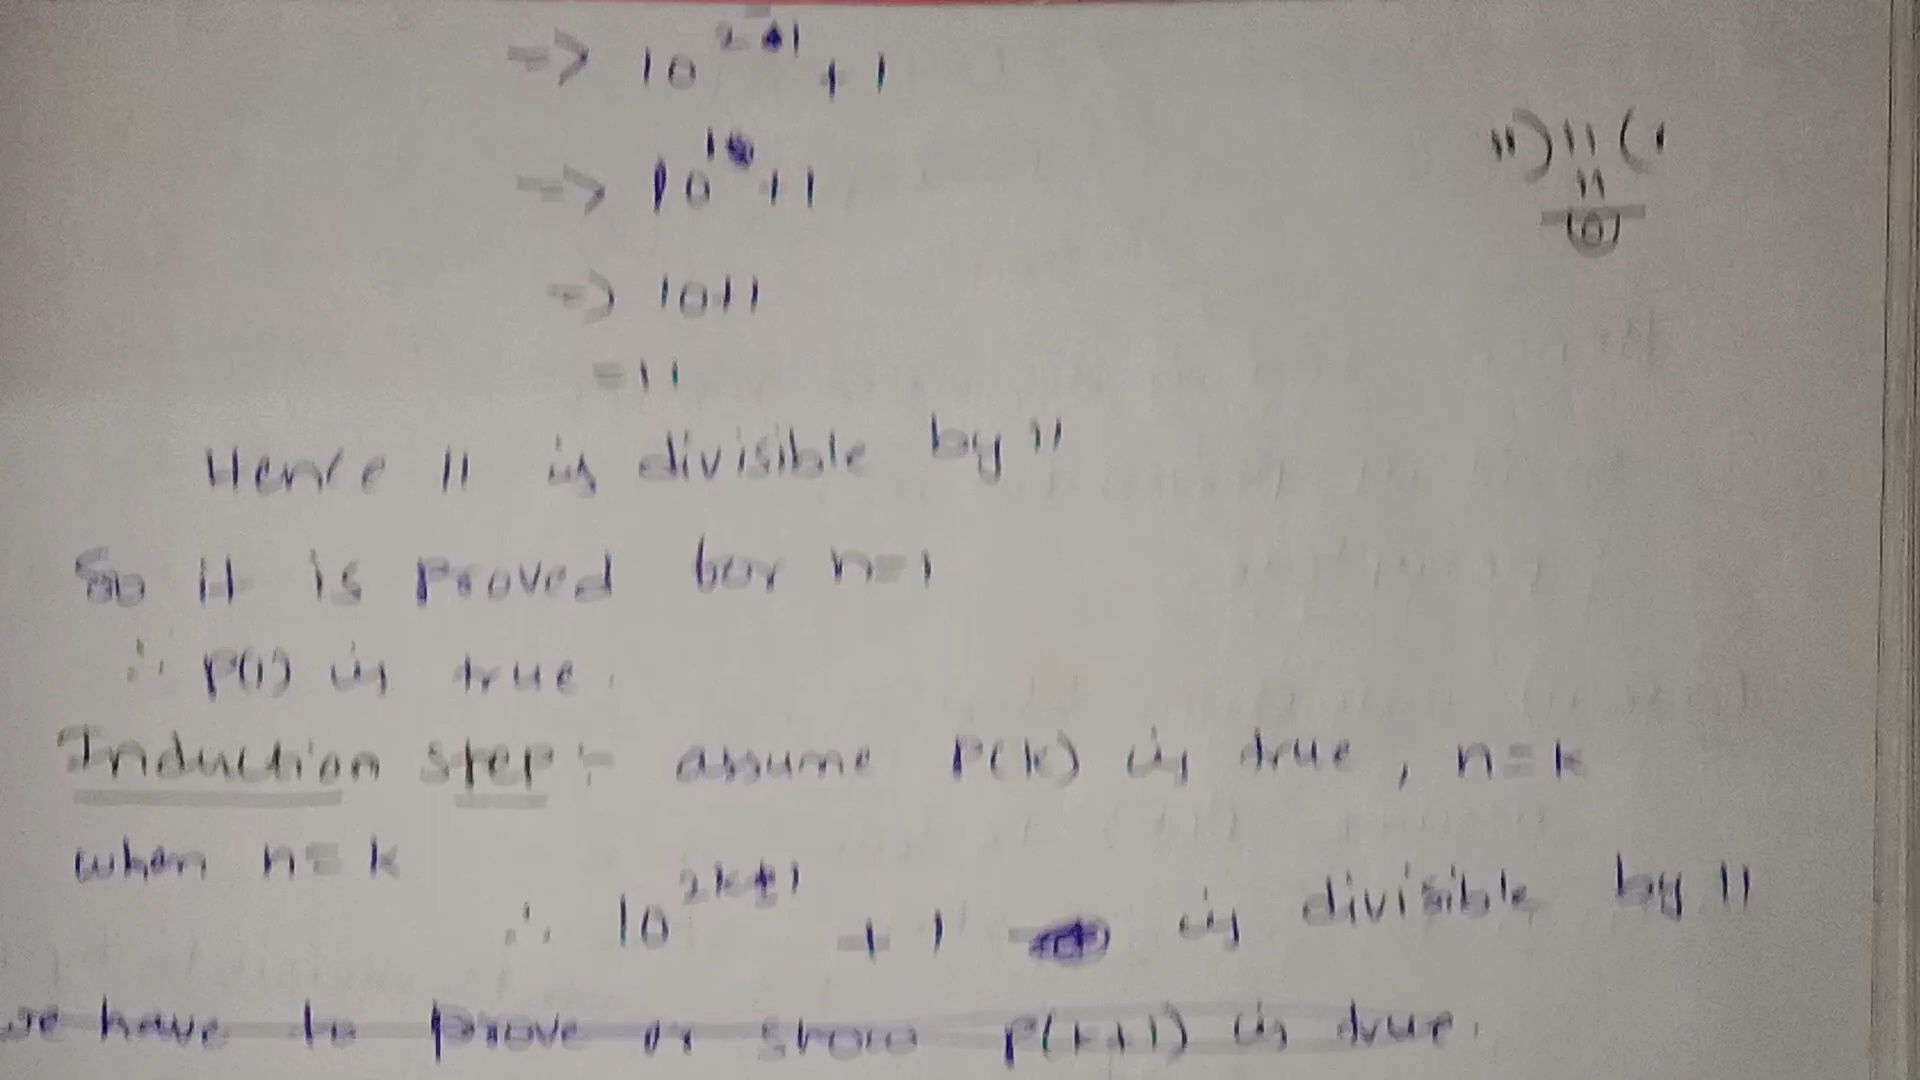 => 10^{2-1} + 1
=> 10^1 + 1
=> 10+1
= 11
11) 11 (1
11
(0)
Hence 11 is divisible by 11
So it is proved for n=1
∴ P(1) is true.
Induction step :- assume P(k) is true, n=k
when n = k
∴ 10^{2k+1} + 1 is divisible by 11
we have to prove or show P(k+1) is true.